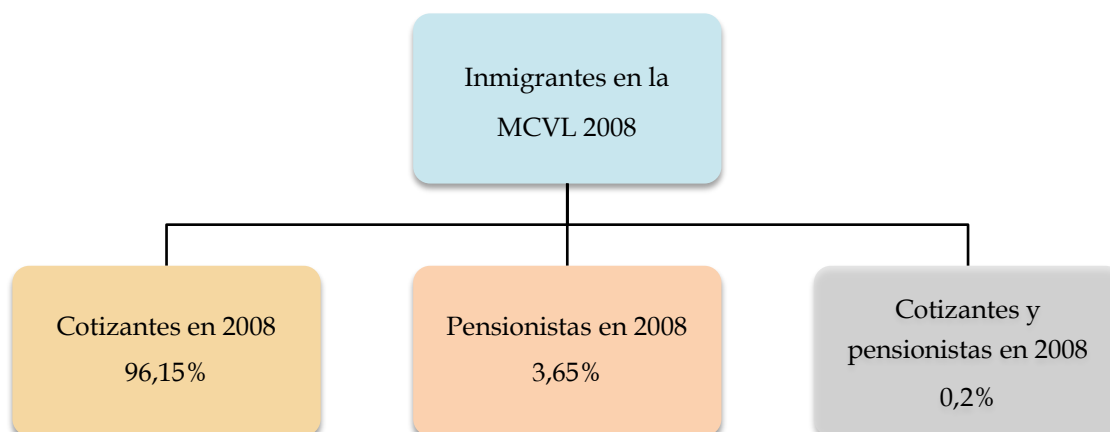 Inmigrantes en la
MCVL 2008
Cotizantes en 2008
96,15%
Pensionistas en 2008
3,65%
Cotizantes y
pensionistas en 2008
0,2%